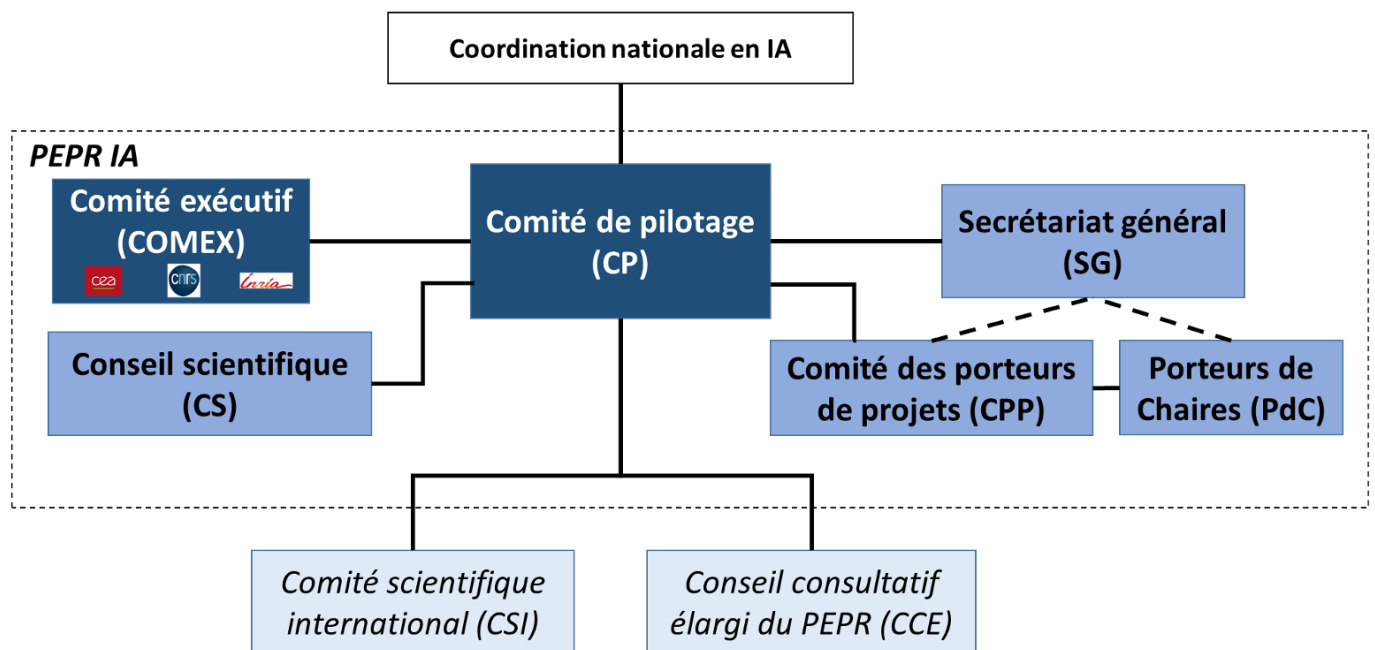 Coordination nationale en IA
PEPR IA
Comité exécutif
(COMEX)
cea
cnrs
Inria
Comité de pilotage
(CP)
Secrétariat général
(SG)
Conseil scientifique
(CS)
Comité des porteurs
de projets (CPP)
Porteurs de
Chaires (PdC)
Comité scientifique
international (CSI)
Conseil consultatif
élargi du PEPR (CCE)